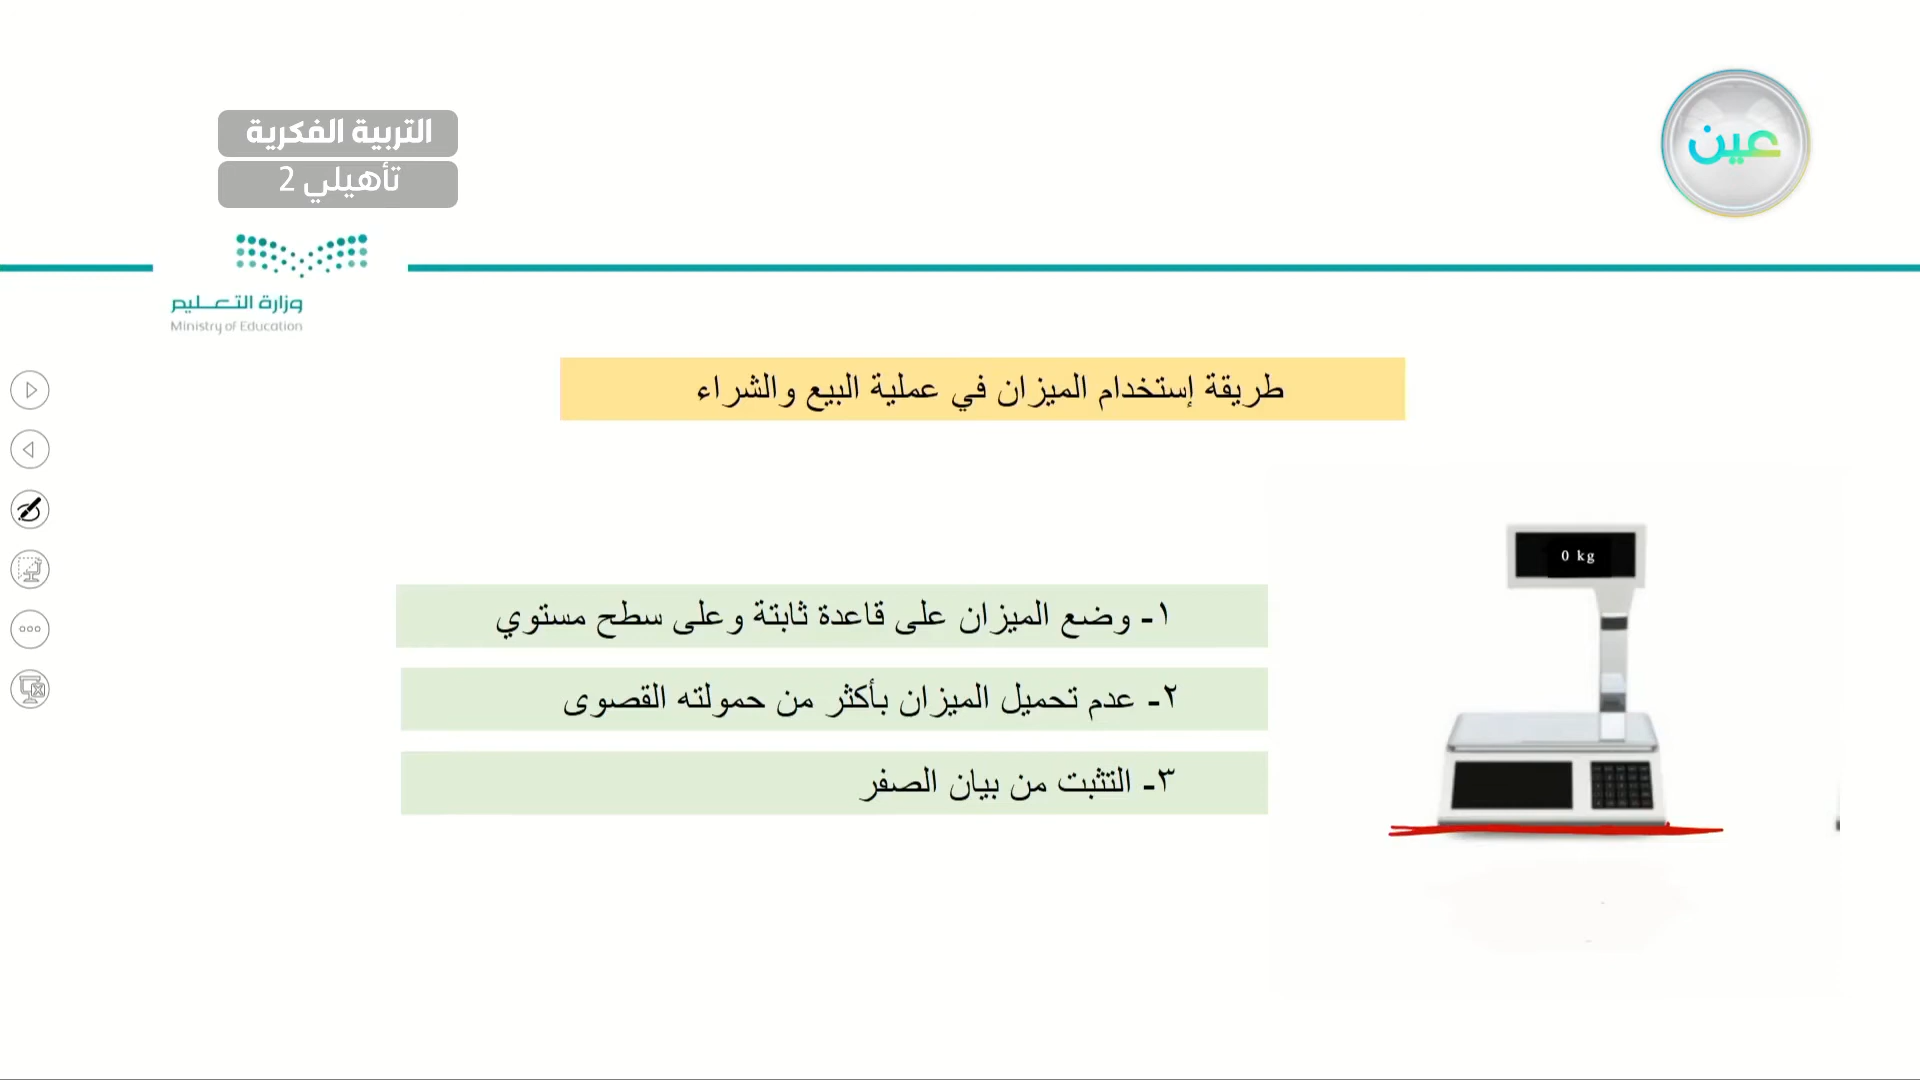 عين
التربية الفكرية
تأهيلي 2
وزارة التعليم
Ministry of Education
طريقة إستخدام الميزان في عملية البيع والشراء
0 kg
١- وضع الميزان على قاعدة ثابتة وعلى سطح مستوي
٢- عدم تحميل الميزان بأكثر من حمولته القصوى
٣- التثبت من بيان الصفر